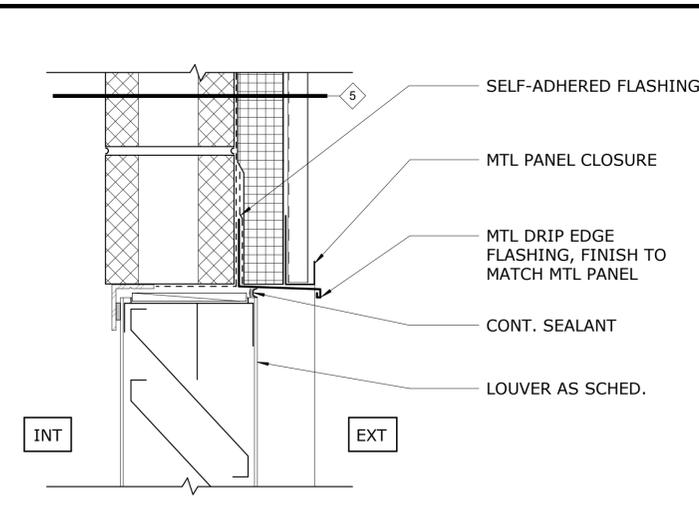 5
SELF-ADHERED FLASHING
MTL PANEL CLOSURE
MTL DRIP EDGE
FLASHING, FINISH TO
MATCH MTL PANEL
CONT. SEALANT
LOUVER AS SCHED.
INT
EXT